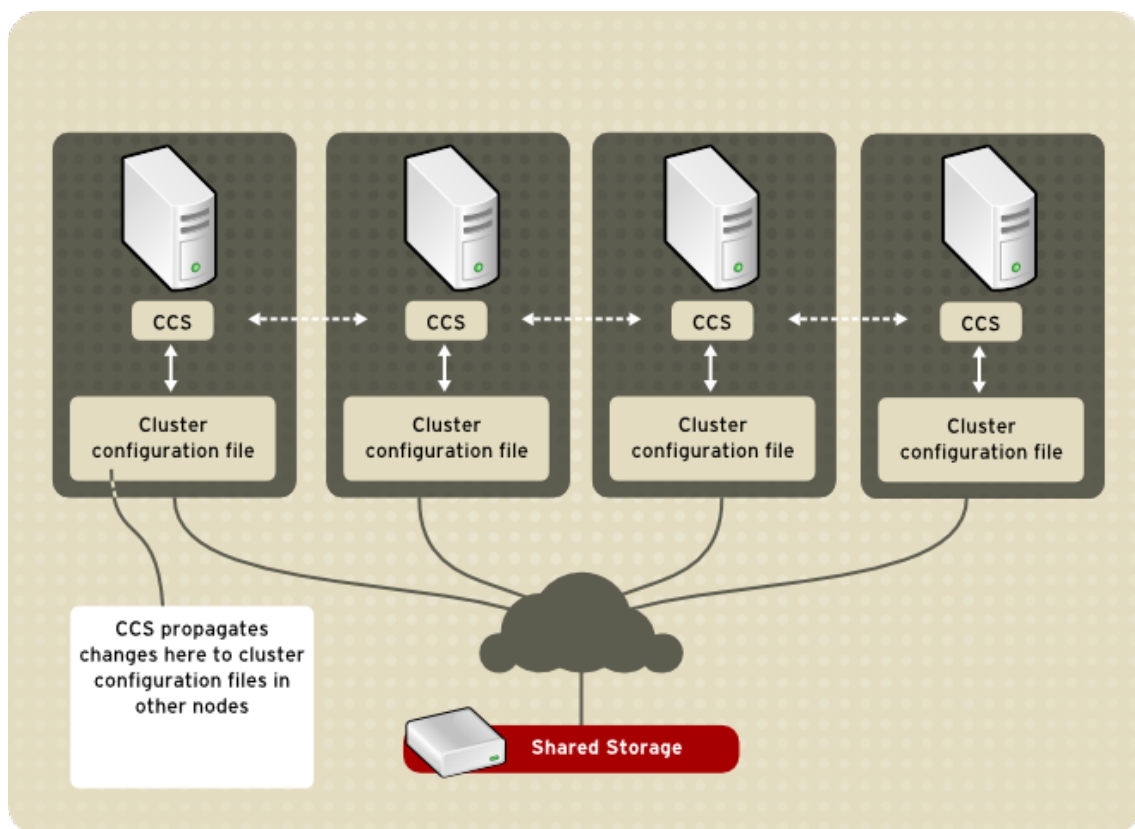 CCS
CCS
CCS
CCS
Cluster
configuration file
Cluster
configuration file
Cluster
configuration file
Cluster
configuration file
CCS propagates
changes here to cluster
configuration files in
other nodes
Shared Storage